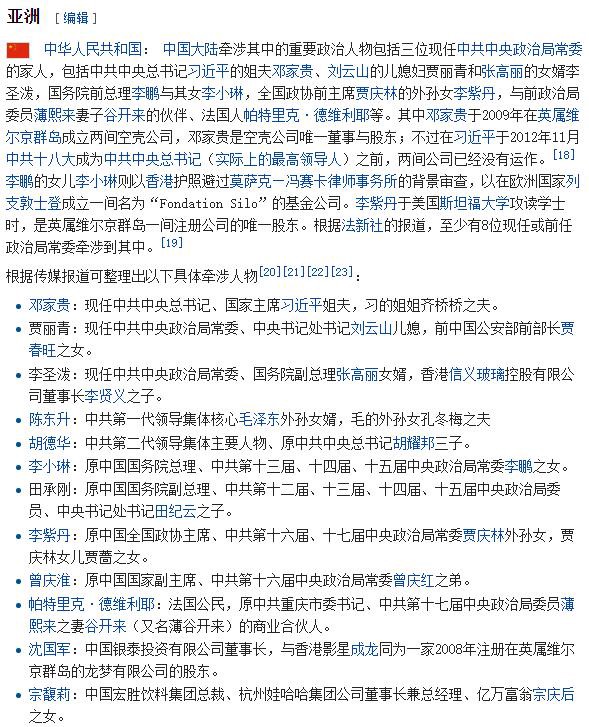 亚洲 [编辑]
中华人民共和国： 中国大陆牵涉其中的重要政治人物包括三位现任中共中央政治局常委
的家人，包括中共中央总书记习近平的姐夫邓家贵、刘云山的儿媳妇贾丽青和张高丽的女婿李
圣泼，国务院前总理李鹏与其女李小琳，全国政协前主席贾庆林的外孙女李紫丹，与前政治局
委员薄熙来妻子谷开来的伙伴、法国人帕特里克·德维利耶等。其中邓家贵于2009年在英属维
尔京群岛成立两间空壳公司，邓家贵是空壳公司唯一董事与股东；不过在习近平于2012年11月
中共十八大成为中共中央总书记（实际上的最高领导人）之前，两间公司已经没有运作。[18]
李鹏的女儿李小琳则以香港护照避过莫萨克－冯赛卡律师事务所的背景审查，以在欧洲国家列
支敦士登成立一间名为“Fondation Silo”的基金公司。李紫丹于美国斯坦福大学攻读学士
时，是英属维尔京群岛一间注册公司的唯一股东。根据法新社的报道，至少有8位现任或前任
政治局常委牵涉到其中。[19]
根据传媒报道可整理出以下具体牵涉人物[20][21][22][23]：
邓家贵：现任中共中央总书记、国家主席习近平姐夫，习的姐姐齐桥桥之夫。
贾丽青：现任中共中央政治局常委、中央书记处书记刘云山儿媳，前中国公安部前部长贾
春旺之女。
李圣泼：现任中共中央政治局常委、国务院副总理张高丽女婿，香港信义玻璃控股有限公
司董事长李贤义之子。
陈东升：中共第一代领导集体核心毛泽东外孙女婿，毛的外孙女孔冬梅之夫
胡德华：中共第二代领导集体主要人物、原中共中央总书记胡耀邦三子。
李小琳：原中国国务院总理、中共第十三届、十四届、十五届中央政治局常委李鹏之女。
田承刚：原中国国务院副总理、中共第十二届、十三届、十四届、十五届中央政治局委
员、中央书记处书记田纪云之子。
李紫丹：原中国全国政协主席、中共第十六届、十七届中央政治局常委贾庆林外孙女，贾
庆林女儿贾蔷之女。
曾庆淮：原中国国家副主席、中共第十六届中央政治局常委曾庆红之弟。
帕特里克·德维利耶：法国公民，原中共重庆市委书记、中共第十七届中央政治局委员薄
熙来之妻谷开来（又名薄谷开来）的商业合伙人。
沈国军：中国银泰投资有限公司董事长，与香港影星成龙同为一家2008年注册在英属维尔
京群岛的龙梦有限公司的股东。
宗馥莉：中国宏胜饮料集团总裁、杭州娃哈哈集团公司董事长兼总经理、亿万富翁宗庆后
之女。